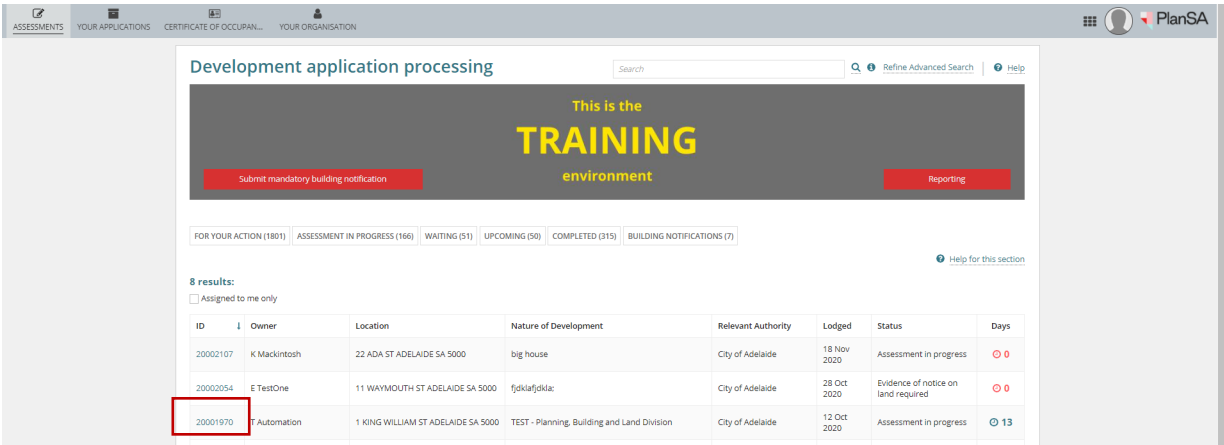 ASSESSMENTS YOUR APPLICATIONS CERTIFICATE OF OCCUPAN... YOUR ORGANISATION PlanSA
Development application processing Search Refine Advanced Search Help
This is the
TRAINING
environment
Submit mandatory building notification Reporting
FOR YOUR ACTION (1801) ASSESSMENT IN PROGRESS (166) WAITING (51) UPCOMING (50) COMPLETED (315) BUILDING NOTIFICATIONS (7)
Help for this section
8 results:
Assigned to me only
ID Owner Location Nature of Development Relevant Authority Lodged Status Days
20002107 K Mackintosh 22 ADA ST ADELAIDE SA 5000 big house City of Adelaide 18 Nov 2020 Assessment in progress 0
20002054 E TestOne 11 WAYMOUTH ST ADELAIDE SA 5000 fjdklafjdkla; City of Adelaide 28 Oct 2020 Evidence of notice on land required 0
20001970 T Automation 1 KING WILLIAM ST ADELAIDE SA 5000 TEST - Planning, Building and Land Division City of Adelaide 12 Oct 2020 Assessment in progress 13